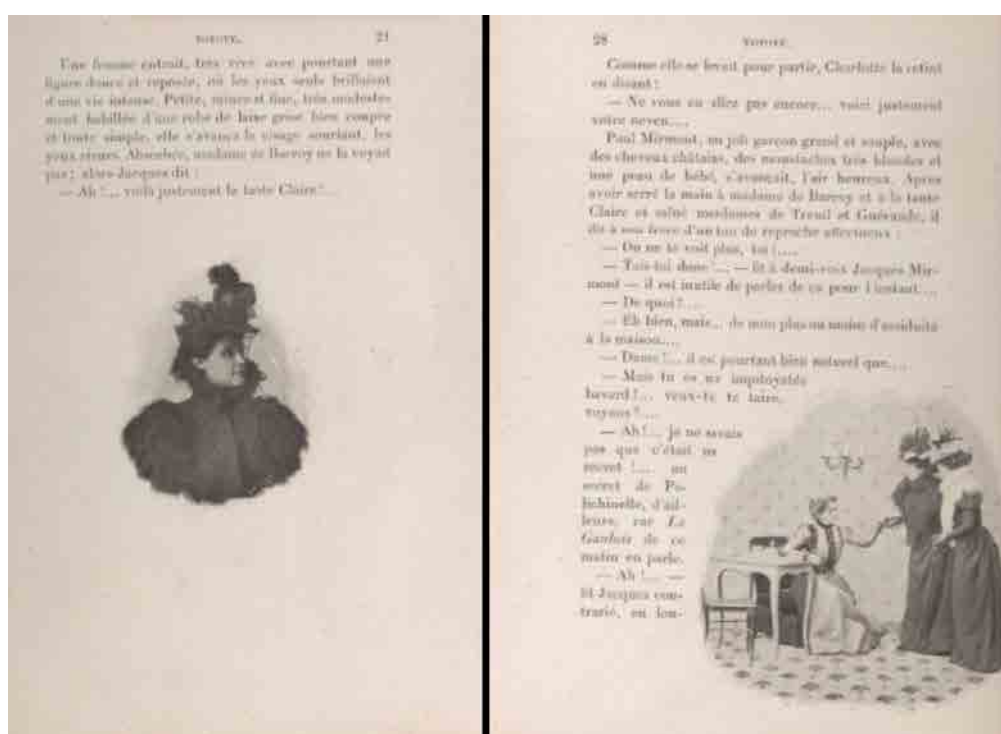 TOTOTE. 21
Une femme entrait, très vive avec pourtant une
figure douce et reposée, où les yeux seuls brillaient
d'une vie intense. Petite, mince et fine, très modeste-
ment habillée d'une robe de laine grise bien coupée
et toute simple, elle s'avança le visage souriant, les
yeux rieurs. Absorbée, madame de Barroy ne la voyait
pas; alors Jacques dit :
— Ah !... voilà justement la tante Claire !...
28 TOTOTE.
Comme elle se levait pour partir, Charlotte la retint
en disant :
— Ne vous en allez pas encore... voici justement
votre neveu....
Paul Mirmont, un joli garçon grand et souple, avec
des cheveux châtains, des moustaches très blondes et
une peau de bébé, s'avançait, l'air heureux. Après
avoir serré la main à madame de Barroy et à la tante
Claire et salué mesdames de Treuil et Guérande, il
dit à son frère d'un ton de reproche affectueux :
— On ne te voit plus, toi !....
— Tais-toi donc !... — fit à demi-voix Jacques Mir-
mont — il est inutile de parler de ça pour l'instant....
— De quoi ?....
— Eh bien, mais... de mon plus ou moins d'assiduité
à la maison....
— Dame !... il est pourtant bien naturel que....
— Mais tu es un impitoyable
bavard !... veux-tu te taire,
voyons ?....
— Ah !... je ne savais
pas que c'était un
secret !... un
secret de Po-
lichinelle, d'ail-
leurs, car Le
Gaulois de ce
matin en parle.
— Ah !... —
fit Jacques con-
trarié, en lou-